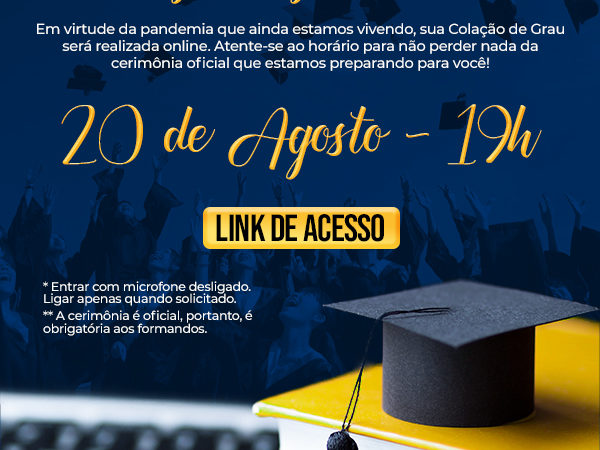 Em virtude da pandemia que ainda estamos vivendo, sua Colação de Grau
será realizada online. Atente-se ao horário para não perder nada da
cerimônia oficial que estamos preparando para você!
20 de Agosto - 19h
LINK DE ACESSO
* Entrar com microfone desligado.
Ligar apenas quando solicitado.
** A cerimônia é oficial, portanto, é
obrigatória aos formandos.